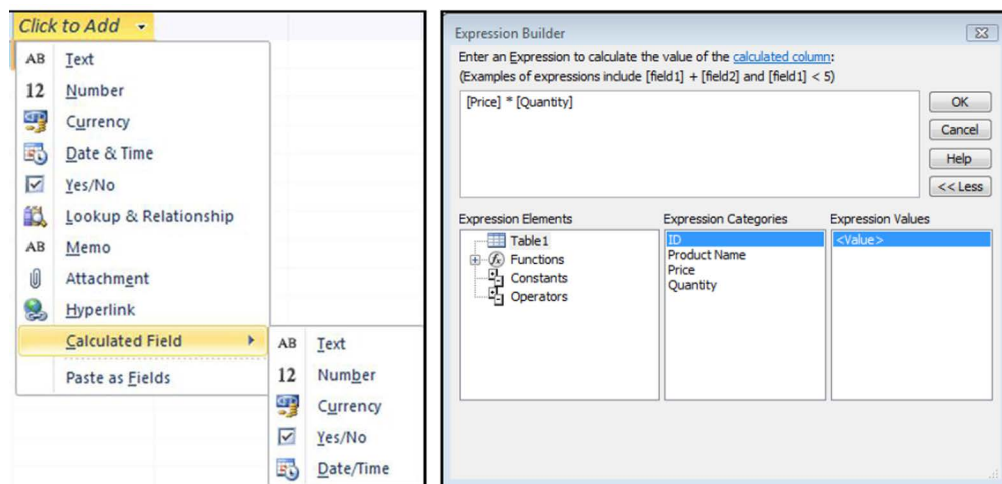 Click to Add
AB Text
12 Number
Currency
Date & Time
Yes/No
Lookup & Relationship
AB Memo
Attachment
Hyperlink
Calculated Field
Paste as Fields
AB Text
12 Number
Currency
Yes/No
Date/Time
Expression Builder
Enter an Expression to calculate the value of the calculated column:
(Examples of expressions include [field1] + [field2] and [field1] < 5)
[Price] * [Quantity]
OK
Cancel
Help
<< Less
Expression Elements
Table1
fx Functions
Constants
Operators
Expression Categories
ID
Product Name
Price
Quantity
Expression Values
<Value>